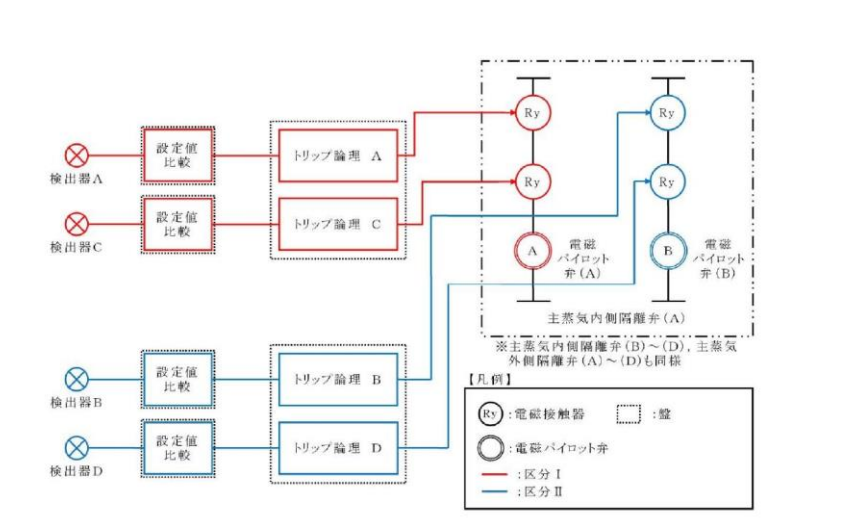 検出器A
設定値
比較
トリップ論理 A
検出器C
設定値
比較
トリップ論理 C
検出器B
設定値
比較
トリップ論理 B
検出器D
設定値
比較
トリップ論理 D
Ry
Ry
Ry
Ry
A
電磁
パイロット
弁(A)
B
電磁
パイロット
弁(B)
主蒸気内側隔離弁(A)
※主蒸気内側隔離弁(B)~(D),主蒸気
外側隔離弁(A)~(D)も同様
【凡例】
Ry:電磁接触器
:盤
:電磁パイロット弁
:区分Ⅰ
:区分Ⅱ